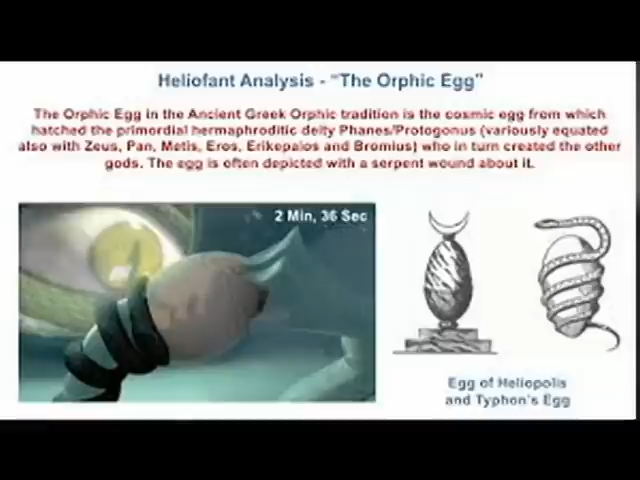 Heliofant Analysis - "The Orphic Egg"
The Orphic Egg in the Ancient Greek Orphic tradition is the cosmic egg from which
hatched the primordial hermaphroditic deity Phanes/Protogonus (variously equated
also with Zeus, Pan, Metis, Eros, Erikepaios and Bromius) who in turn created the other
gods. The egg is often depicted with a serpent wound about it.
2 Min, 36 Sec
Egg of Heliopolis
and Typhon's Egg